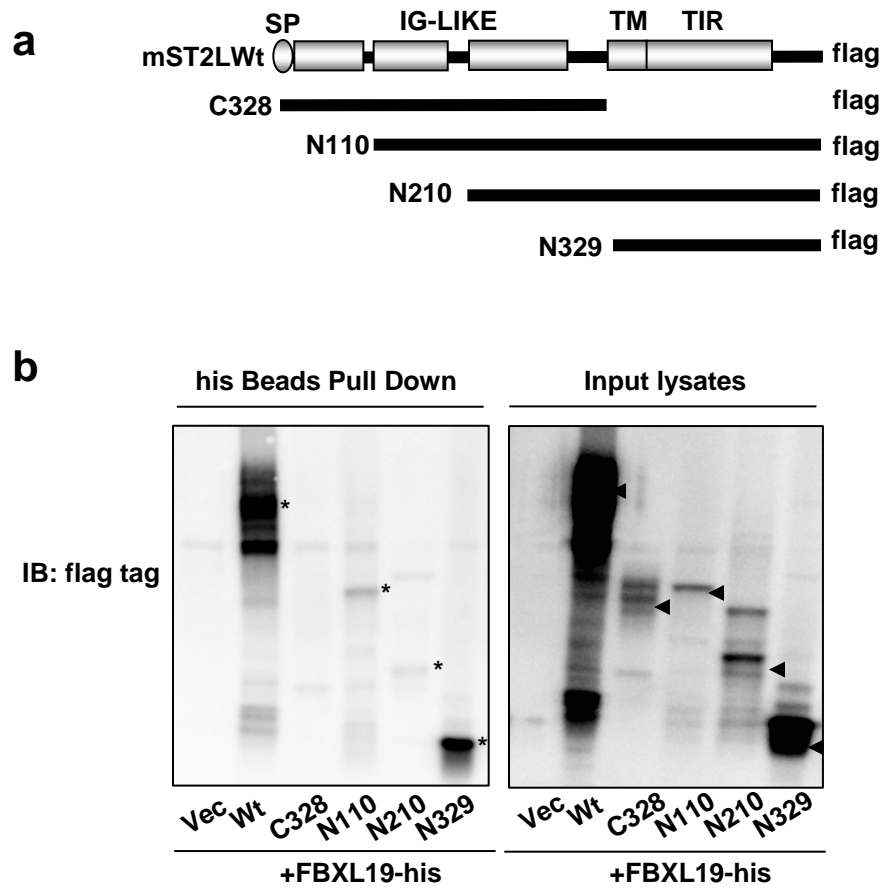 a
SP IG-LIKE TM TIR
mST2LWt flag
C328 flag
N110 flag
N210 flag
N329 flag
b
his Beads Pull Down Input lysates
IB: flag tag
*
*
*
*
Vec Wt C328 N110 N210 N329 Vec Wt C328 N110 N210 N329
+FBXL19-his +FBXL19-his